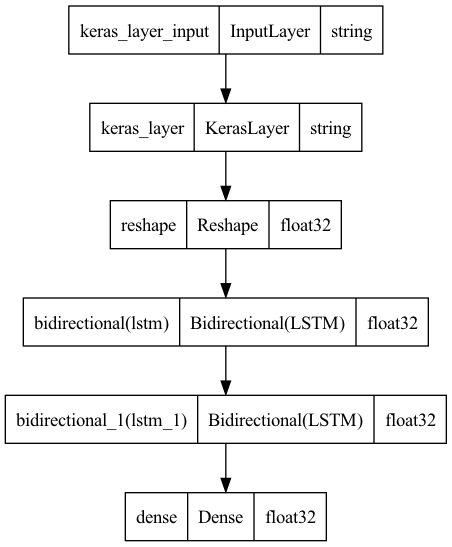 keras_layer_input InputLayer string
keras_layer KerasLayer string
reshape Reshape float32
bidirectional(lstm) Bidirectional(LSTM) float32
bidirectional_1(lstm_1) Bidirectional(LSTM) float32
dense Dense float32